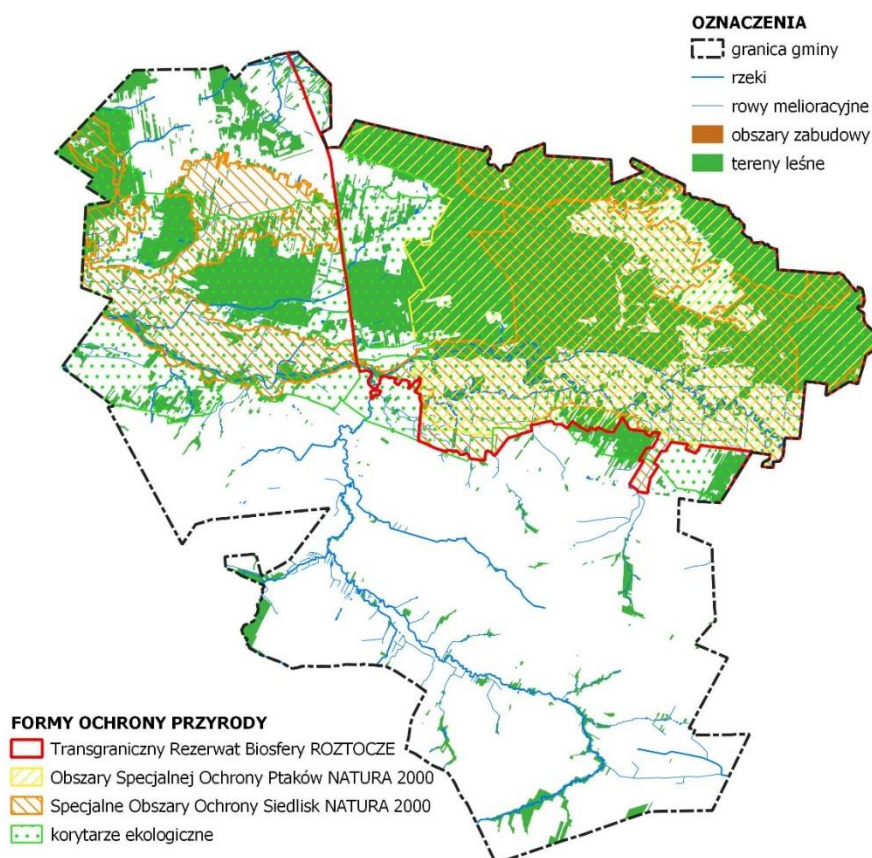 OZNACZENIA
granica gminy
rzeki
rowy melioracyjne
obszary zabudowy
tereny leśne
FORMY OCHRONY PRZYRODY
Transgraniczny Rezerwat Biosfery ROZTOCZE
Obszary Specjalnej Ochrony Ptaków NATURA 2000
Specjalne Obszary Ochrony Siedlisk NATURA 2000
korytarze ekologiczne